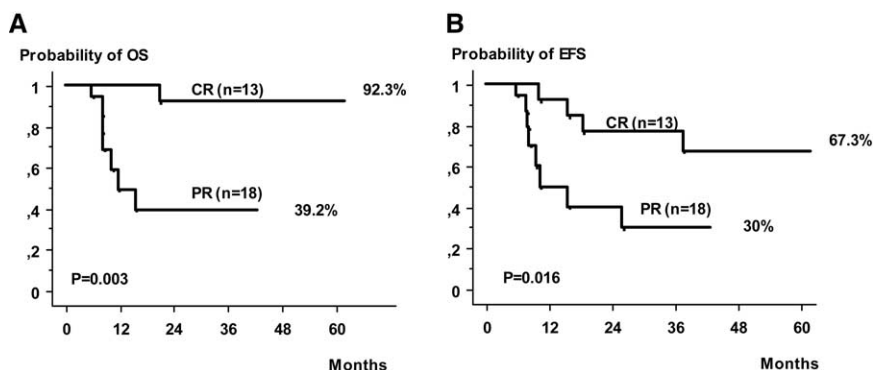 A
Probability of OS
1
,8
,6
,4
,2
0
CR (n=13)
92.3%
PR (n=18)
39.2%
P=0.003
0 12 24 36 48 60
Months
B
Probability of EFS
1
,8
,6
,4
,2
0
CR (n=13)
67.3%
PR (n=18)
30%
P=0.016
0 12 24 36 48 60
Months